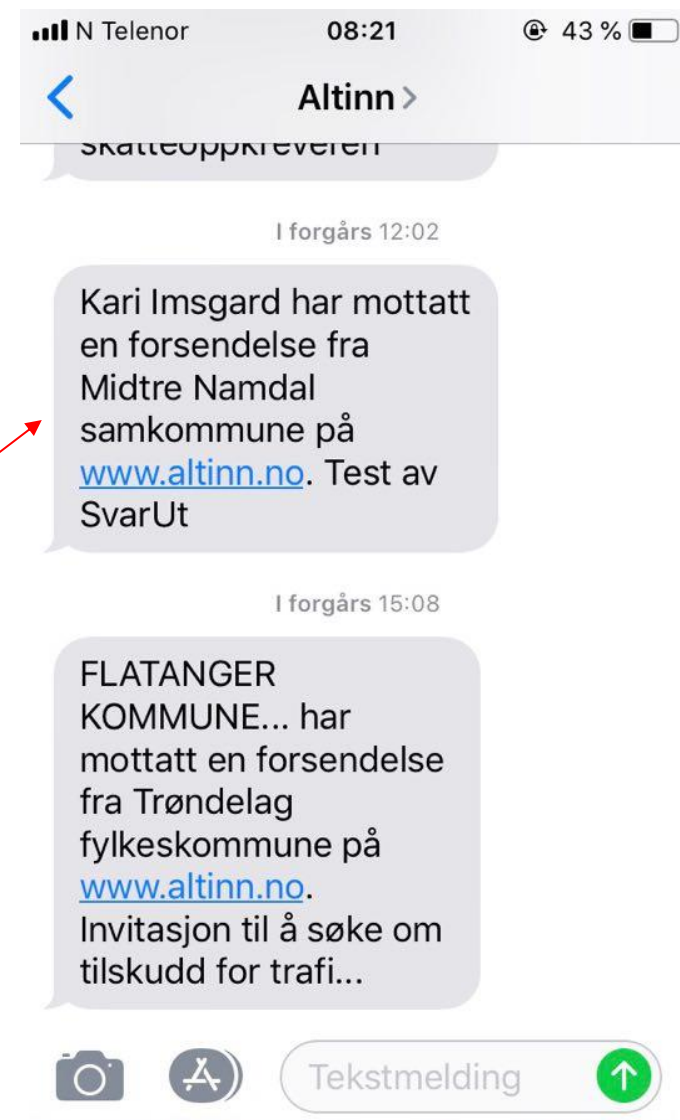 N Telenor 08:21 43 %
Altinn
skatteoppkreveren
I forgårs 12:02
Kari Imsgard har mottatt
en forsendelse fra
Midtre Namdal
samkommune på
www.altinn.no. Test av
SvarUt
I forgårs 15:08
FLATANGER
KOMMUNE... har
mottatt en forsendelse
fra Trøndelag
fylkeskommune på
www.altinn.no.
Invitasjon til å søke om
tilskudd for trafi...
Tekstmelding